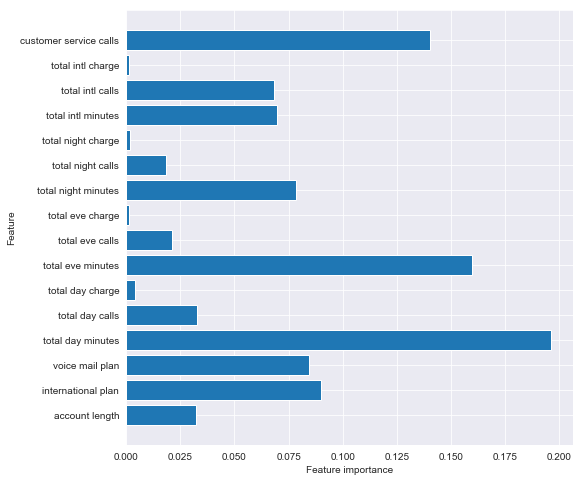 customer service calls
total intl charge
total intl calls
total intl minutes
total night charge
total night calls
total night minutes
total eve charge
total eve calls
total eve minutes
total day charge
total day calls
total day minutes
voice mail plan
international plan
account length
Feature
0.000 0.025 0.050 0.075 0.100 0.125 0.150 0.175 0.200
Feature importance